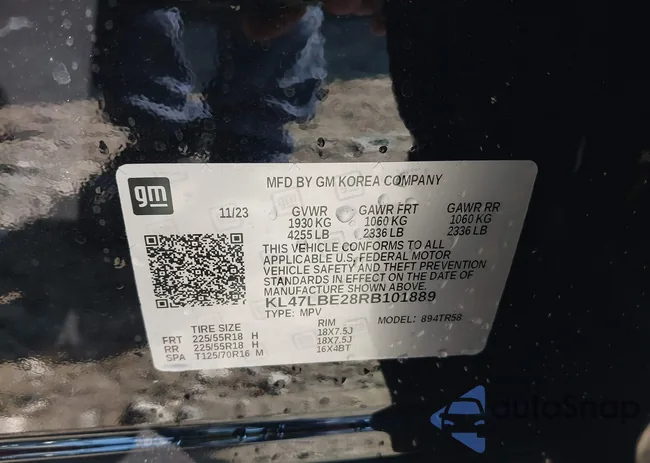 gm
MFD BY GM KOREA COMPANY
11/23 GVWR GAWR FRT GAWR RR
1930 KG 1060 KG 1060 KG
4255 LB 2336 LB 2336 LB
THIS VEHICLE CONFORMS TO ALL
APPLICABLE U.S. FEDERAL MOTOR
VEHICLE SAFETY AND THEFT PREVENTION
STANDARDS IN EFFECT ON THE DATE OF
MANUFACTURE SHOWN ABOVE.
KL47LBE28RB101889
TYPE: MPV MODEL: 894TR58
TIRE SIZE RIM
FRT 225/55R18 H 18X7.5J
RR 225/55R18 H 18X7.5J
SPA T125/70R16 M 16X4BT
autoSnap